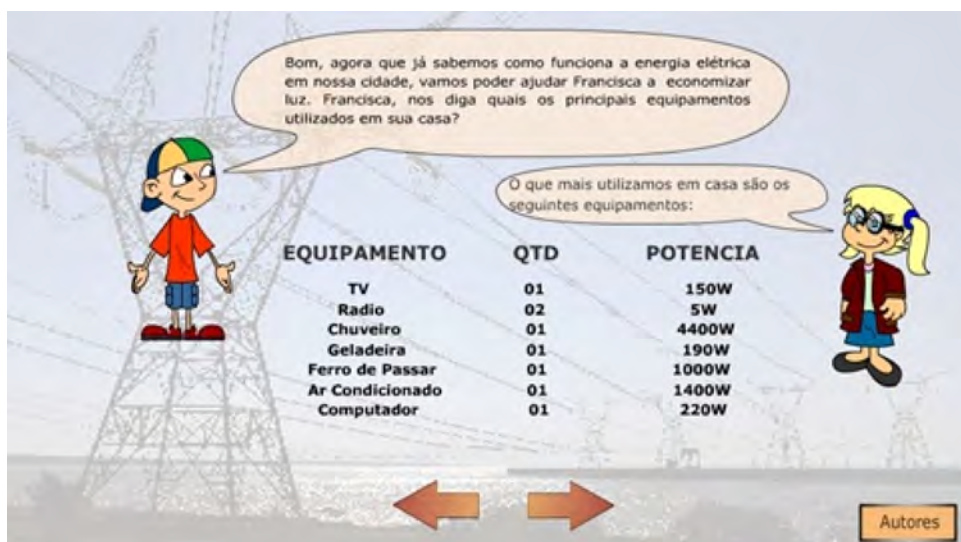 Bom, agora que já sabemos como funciona a energia elétrica
em nossa cidade, vamos poder ajudar Francisca a economizar
luz. Francisca, nos diga quais os principais equipamentos
utilizados em sua casa?
O que mais utilizamos em casa são os
seguintes equipamentos:
EQUIPAMENTO QTD POTENCIA
TV 01 150W
Radio 02 5W
Chuveiro 01 4400W
Geladeira 01 190W
Ferro de Passar 01 1000W
Ar Condicionado 01 1400W
Computador 01 220W
Autores